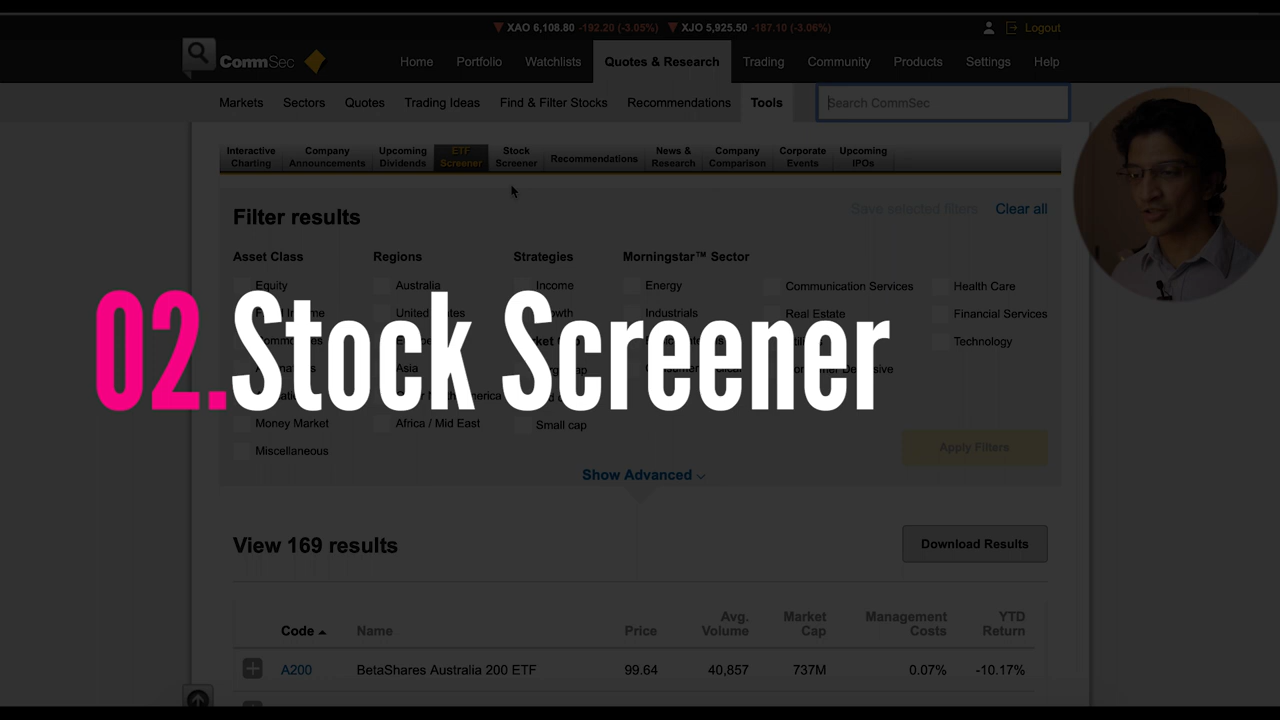 XAO 6,108.80 -192.20 (-3.05%) XJO 5,925.50 -187.10 (-3.06%) Logout
CommSec Home Portfolio Watchlists Quotes & Research Trading Community Products Settings Help
Markets Sectors Quotes Trading Ideas Find & Filter Stocks Recommendations Tools Search CommSec
Interactive Charting Company Announcements Upcoming Dividends ETF Screener Stock Screener Recommendations News & Research Company Comparison Corporate Events Upcoming IPOs
Filter results Save selected filters Clear all
Asset Class Regions Strategies Morningstar™ Sector
Equity Australia Income Energy Communication Services Health Care
Industrials Real Estate Financial Services
Technology
02.Stock Screener
Asia
Money Market Africa / Mid East Small cap
Miscellaneous Apply Filters
Show Advanced
View 169 results Download Results
Code Name Price Avg. Volume Market Cap Management Costs YTD Return
A200 BetaShares Australia 200 ETF 99.64 40,857 737M 0.07% -10.17%